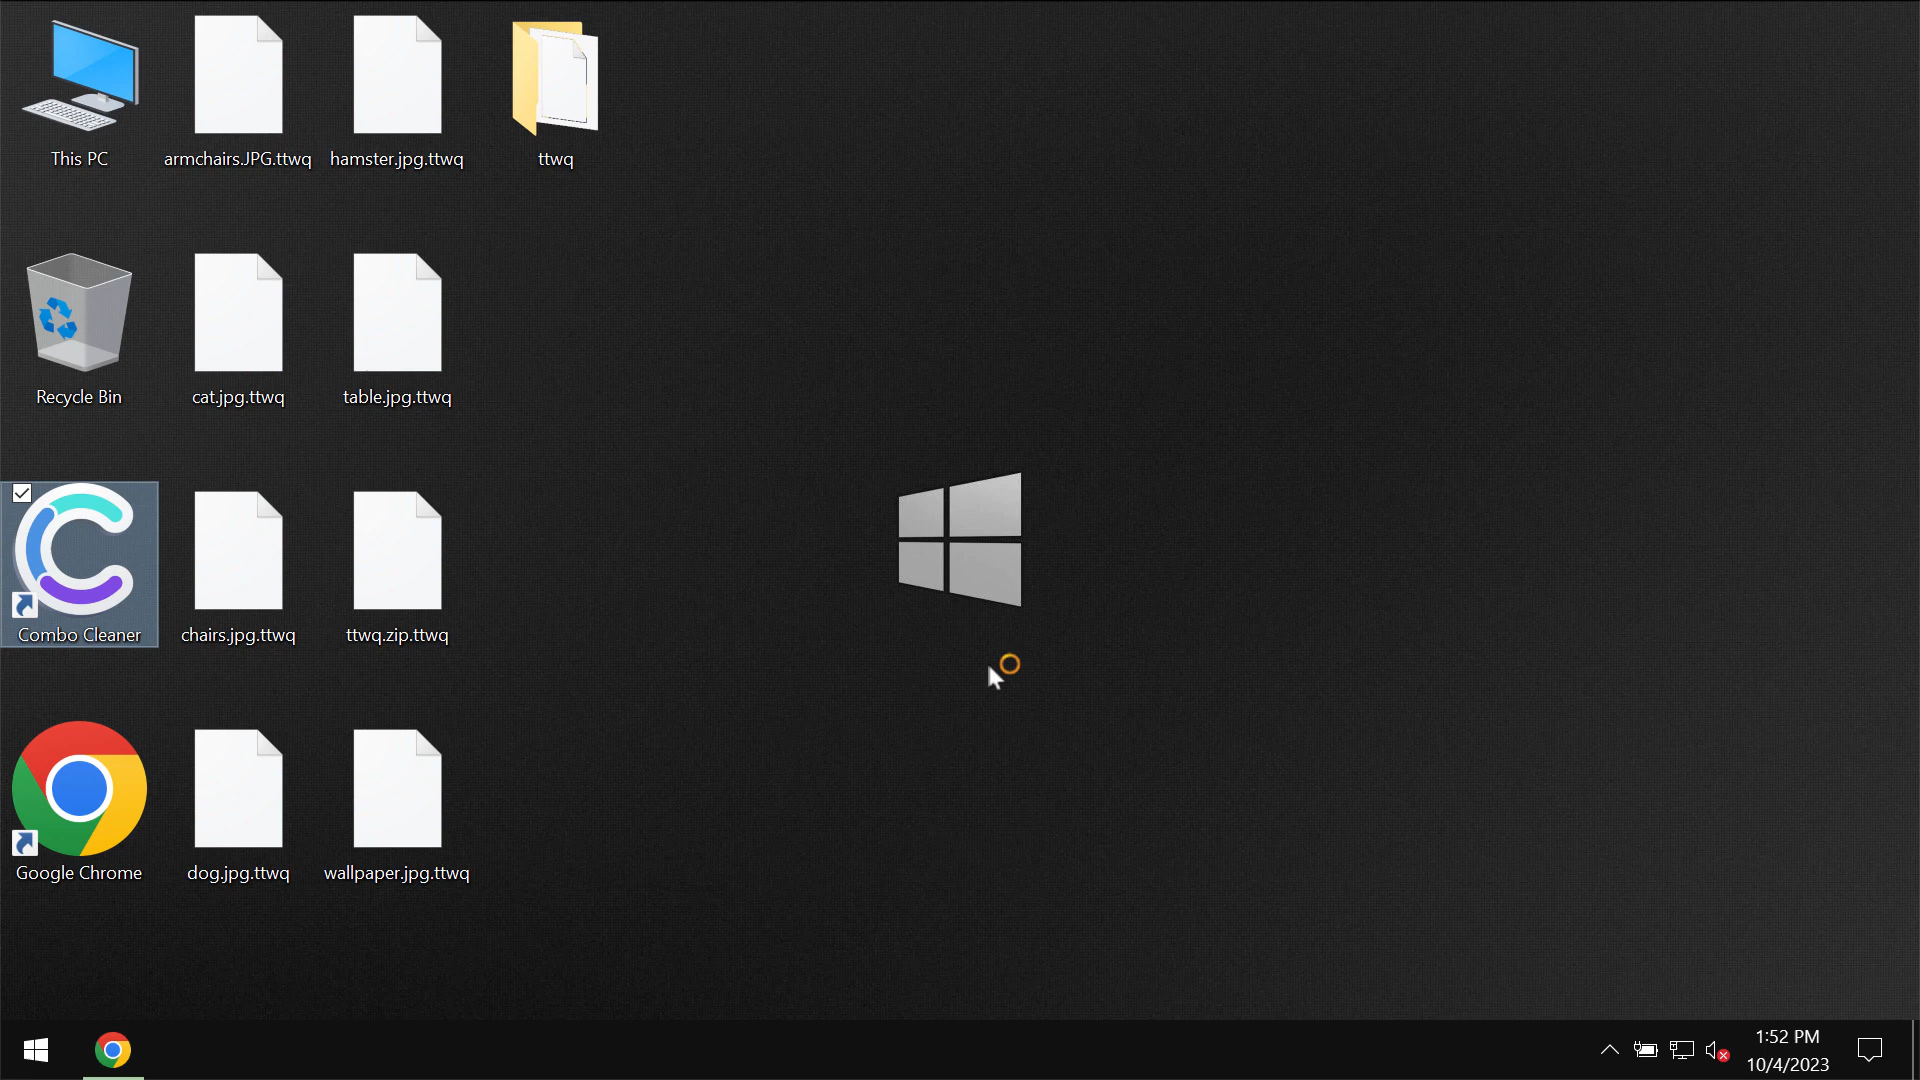 This PC
armchairs.JPG.ttwq
hamster.jpg.ttwq
ttwq
Recycle Bin
cat.jpg.ttwq
table.jpg.ttwq
Combo Cleaner
chairs.jpg.ttwq
ttwq.zip.ttwq
Google Chrome
dog.jpg.ttwq
wallpaper.jpg.ttwq
1:52 PM
10/4/2023